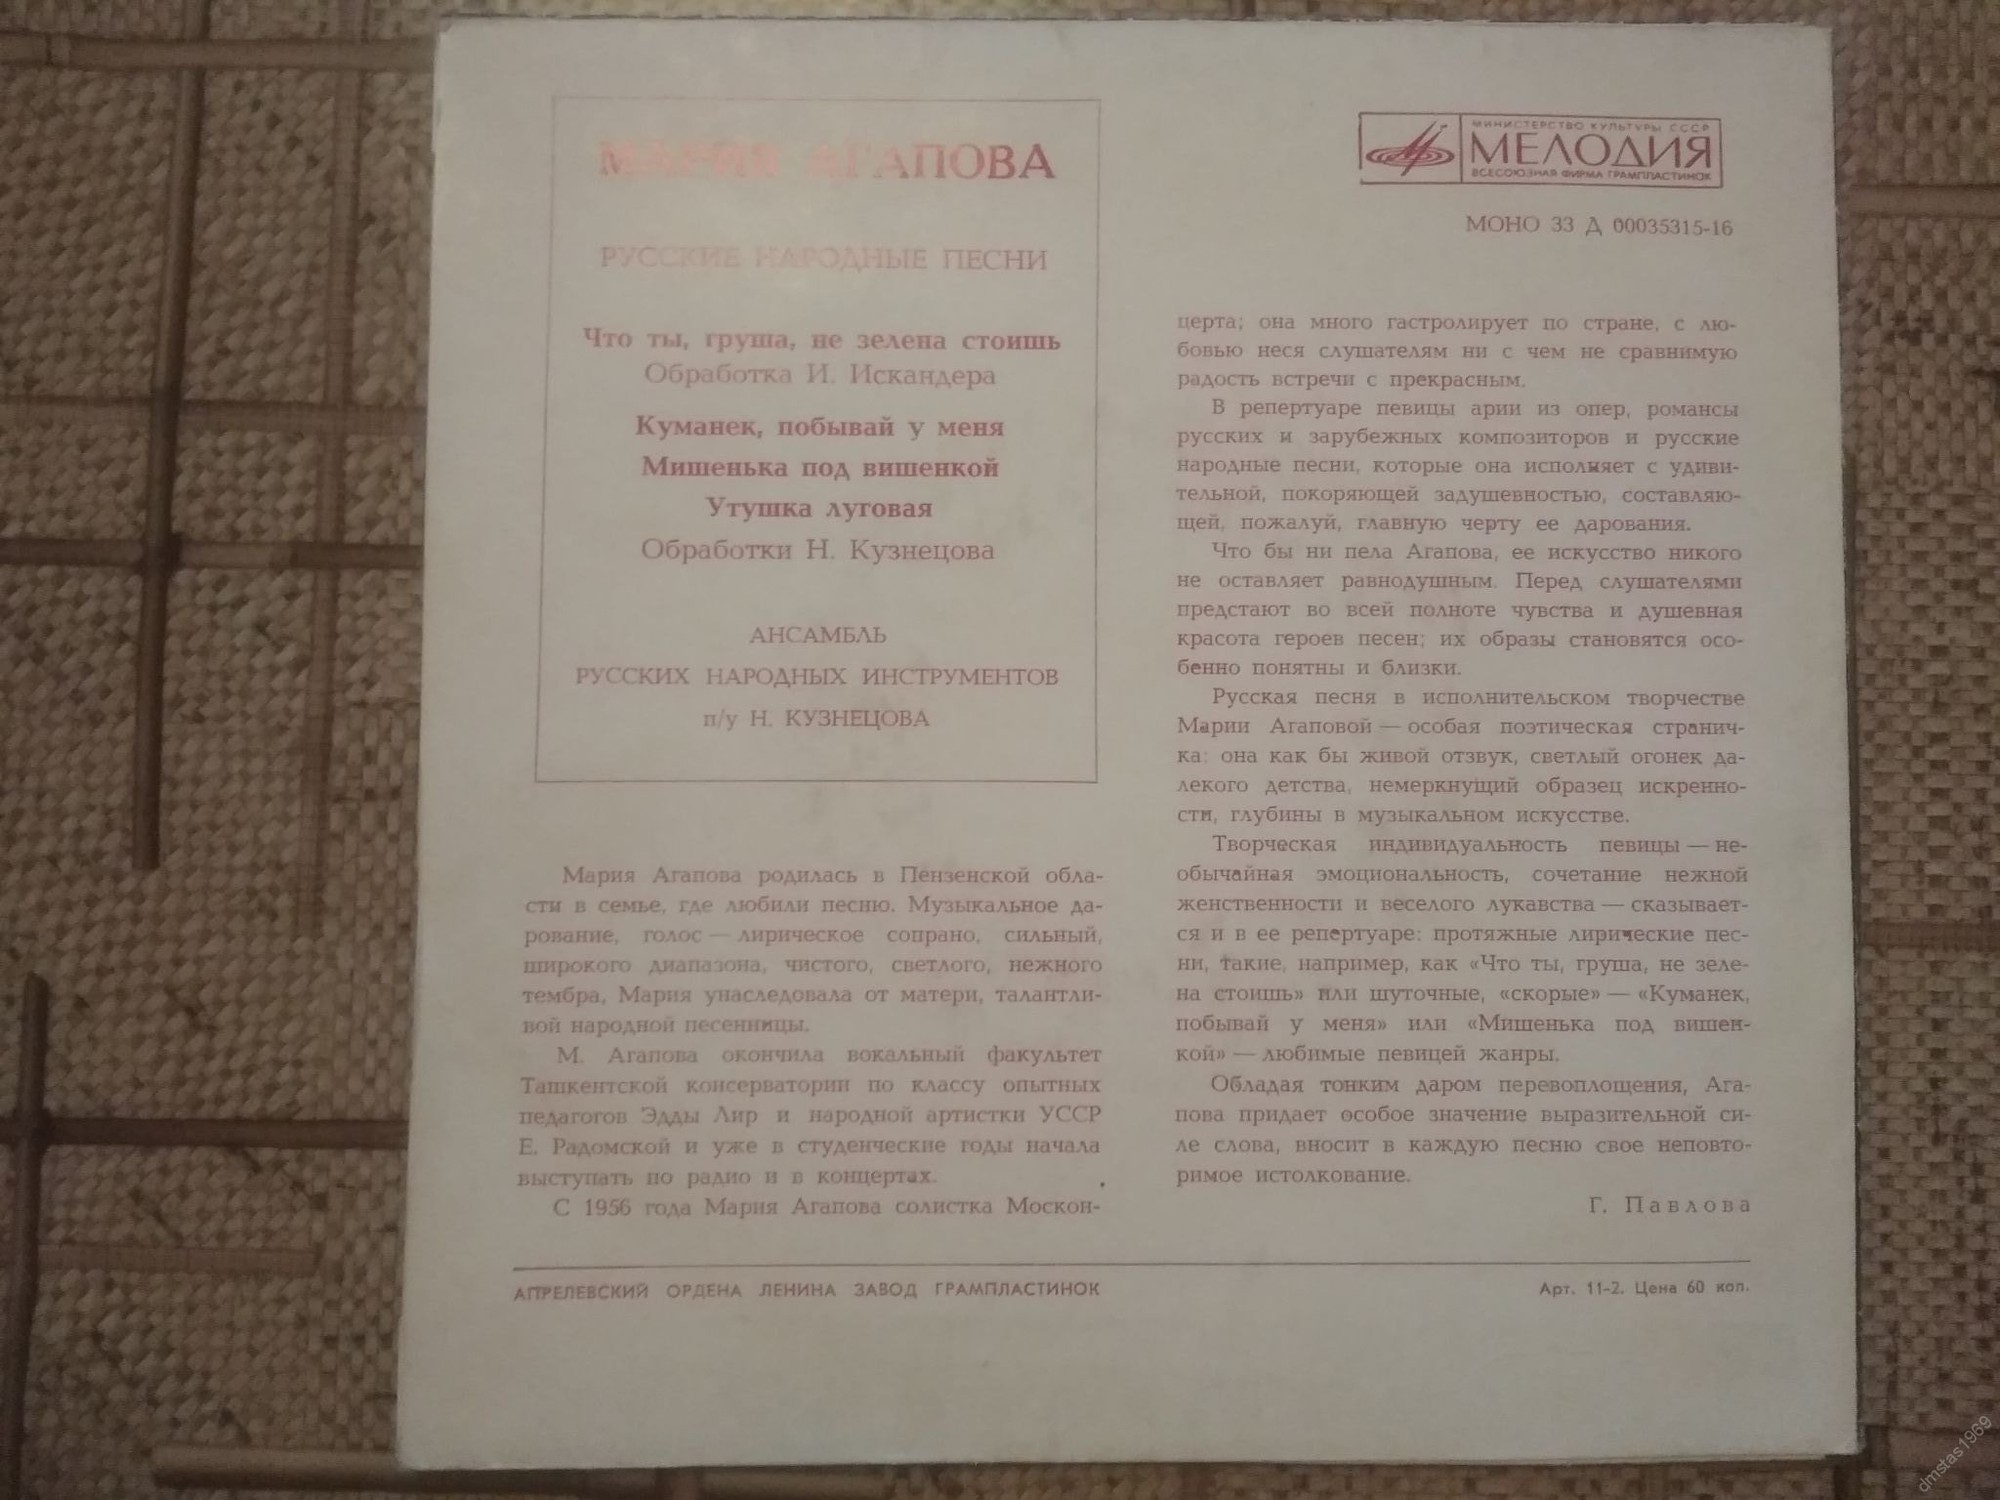 МАРИЯ АГАПОВА
РУССКИЕ НАРОДНЫЕ ПЕСНИ
Что ты, груша, не зелена стоишь
Обработка И. Искандера
Куманек, побывай у меня
Мишенька под вишенкой
Утушка луговая
Обработки Н. Кузнецова
АНСАМБЛЬ
РУССКИХ НАРОДНЫХ ИНСТРУМЕНТОВ
п/у Н. КУЗНЕЦОВА
Мария Агапова родилась в Пензенской обла-
сти в семье, где любили песню. Музыкальное да-
рование, голос — лирическое сопрано, сильный,
широкого диапазона, чистого, светлого, нежного
тембра, Мария унаследовала от матери, талантли-
вой народной песенницы.
М. Агапова окончила вокальный факультет
Ташкентской консерватории по классу опытных
педагогов Эдды Лир и народной артистки УССР
Е. Радомской и уже в студенческие годы начала
выступать по радио и в концертах.
С 1956 года Мария Агапова солистка Москон-
МИНИСТЕРСТВО КУЛЬТУРЫ СССР
МЕЛОДИЯ
ВСЕСОЮЗНАЯ ФИРМА ГРАМПЛАСТИНОК
МОНО 33 Д 00035315-16
церта; она много гастролирует по стране, с лю-
бовью неся слушателям ни с чем не сравнимую
радость встречи с прекрасным.
В репертуаре певицы арии из опер, романсы
русских и зарубежных композиторов и русские
народные песни, которые она исполняет с удиви-
тельной, покоряющей задушевностью, составляю-
щей, пожалуй, главную черту ее дарования.
Что бы ни пела Агапова, ее искусство никого
не оставляет равнодушным. Перед слушателями
предстают во всей полноте чувства и душевная
красота героев песен; их образы становятся осо-
бенно понятны и близки.
Русская песня в исполнительском творчестве
Марии Агаповой — особая поэтическая странич-
ка: она как бы живой отзвук, светлый огонек да-
лекого детства, немеркнущий образец искренно-
сти, глубины в музыкальном искусстве.
Творческая индивидуальность певицы — не-
обычайная эмоциональность, сочетание нежной
женственности и веселого лукавства — сказывает-
ся и в ее репертуаре: протяжные лирические пес-
ни, такие, например, как «Что ты, груша, не зеле-
на стоишь» или шуточные, «скорые» — «Куманек,
побывай у меня» или «Мишенька под вишен-
кой» — любимые певицей жанры.
Обладая тонким даром перевоплощения, Ага-
пова придает особое значение выразительной си-
ле слова, вносит в каждую песню свое неповто-
римое истолкование.
Г. Павлова
АПРЕЛЕВСКИЙ ОРДЕНА ЛЕНИНА ЗАВОД ГРАМПЛАСТИНОК
Арт. 11-2. Цена 60 коп.
dmstas1969